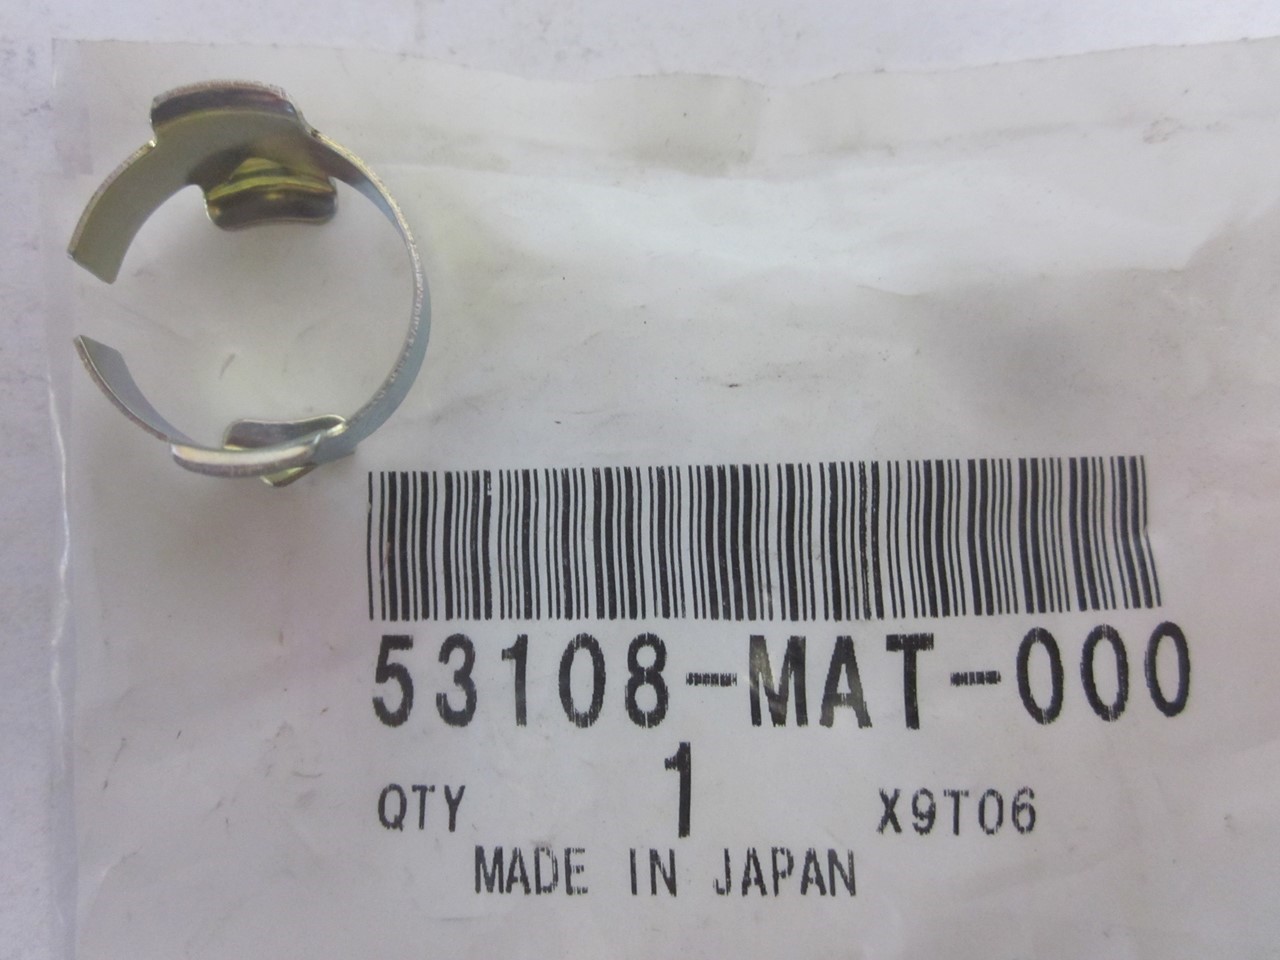 53108-MAT-000
QTY 1 X9T06
MADE IN JAPAN